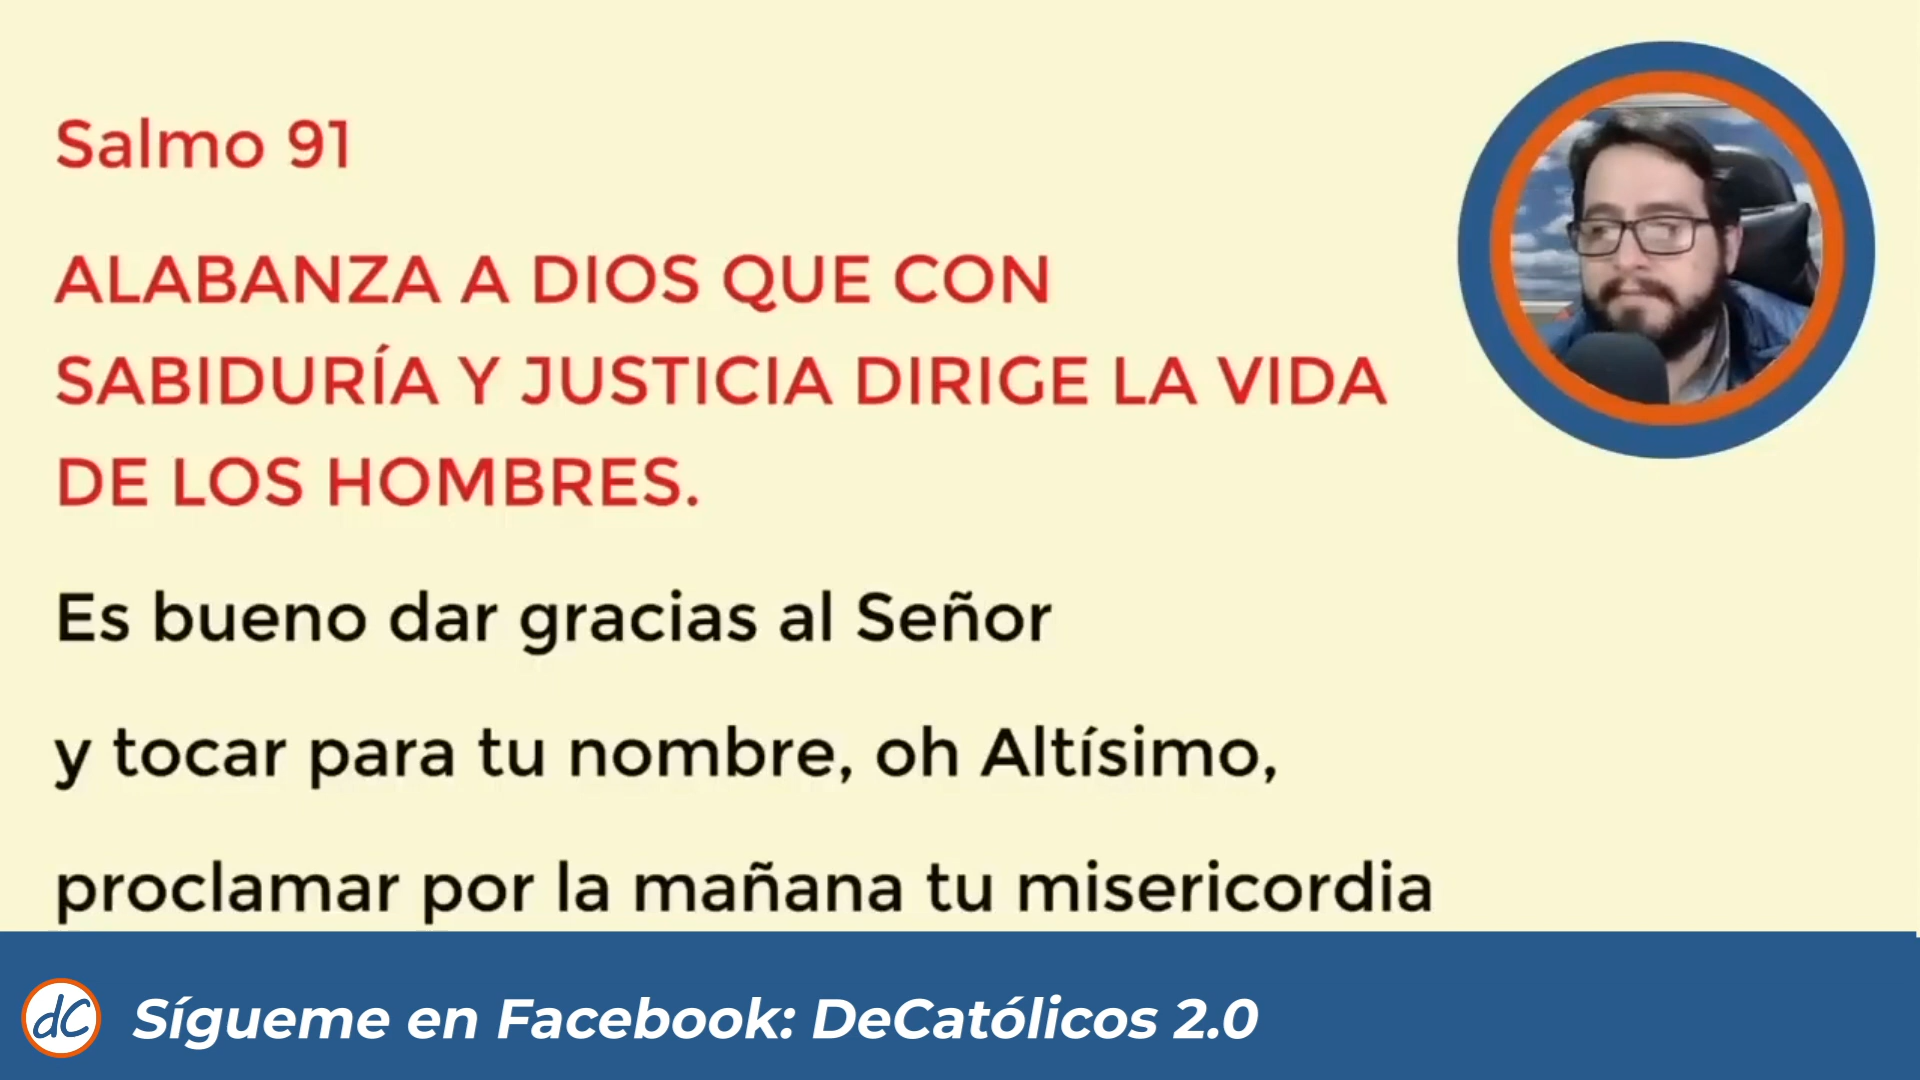 Salmo 91
ALABANZA A DIOS QUE CON
SABIDURÍA Y JUSTICIA DIRIGE LA VIDA
DE LOS HOMBRES.
Es bueno dar gracias al Señor
y tocar para tu nombre, oh Altísimo,
proclamar por la mañana tu misericordia
dC Sígueme en Facebook: DeCatólicos 2.0